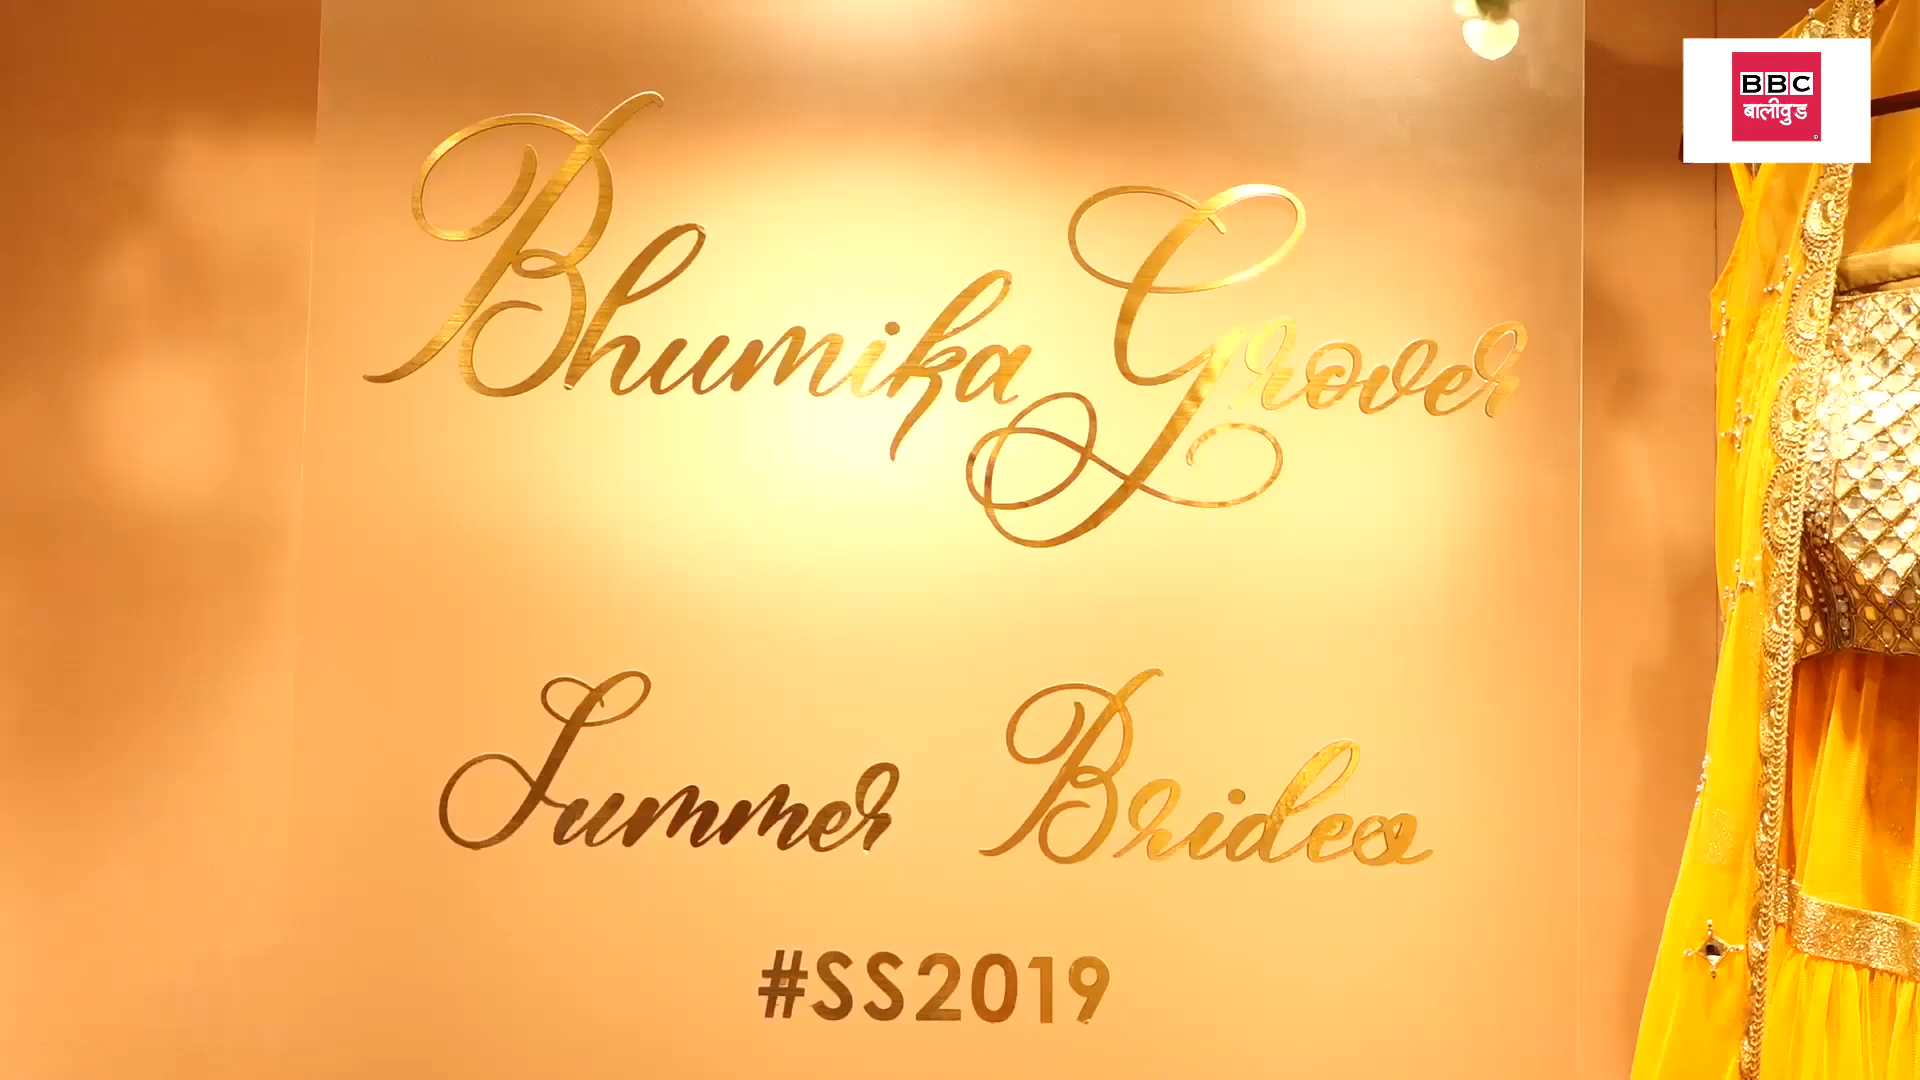 BBC
बालीवुड
Bhumika Grover
Summer Brides
#SS2019